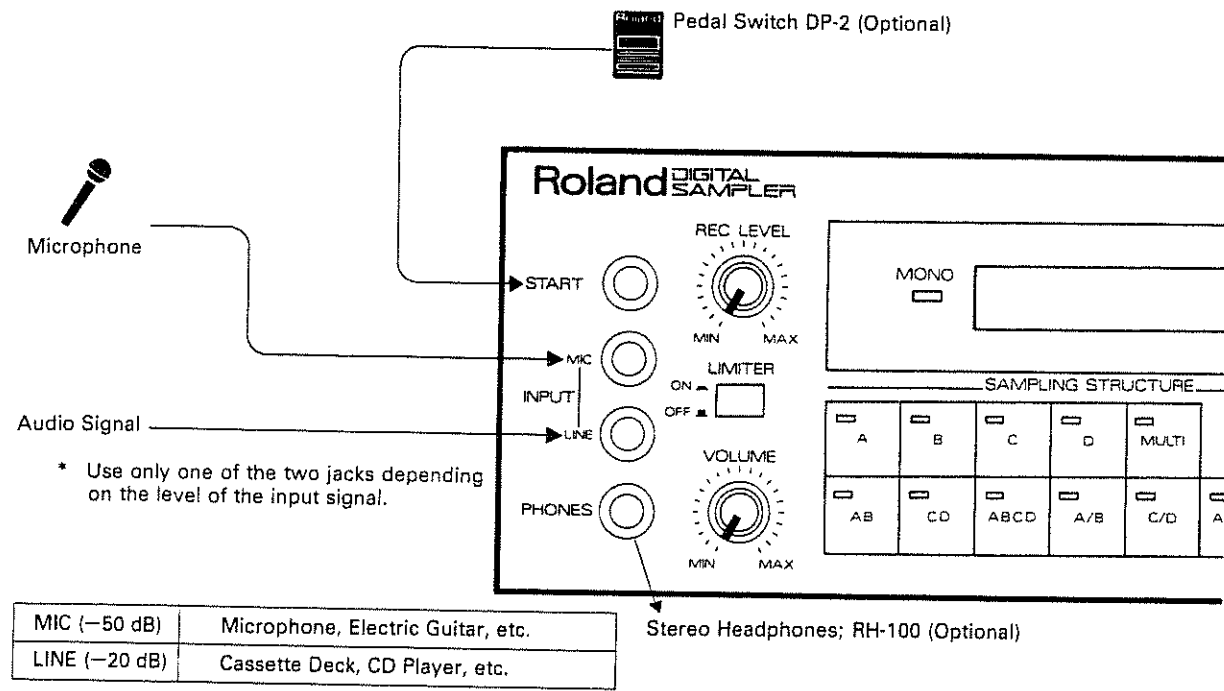 Roland
Pedal Switch DP-2 (Optional)
Roland DIGITAL SAMPLER
Microphone
REC LEVEL
MIN MAX
MONO
START
MIC
INPUT
LINE
LIMITER
ON
OFF
SAMPLING STRUCTURE
A B C D MULTI
AB CD ABCD A/B C/D A
Audio Signal
* Use only one of the two jacks depending
on the level of the input signal.
VOLUME
MIN MAX
PHONES
Stereo Headphones; RH-100 (Optional)
MIC (−50 dB) Microphone, Electric Guitar, etc.
LINE (−20 dB) Cassette Deck, CD Player, etc.